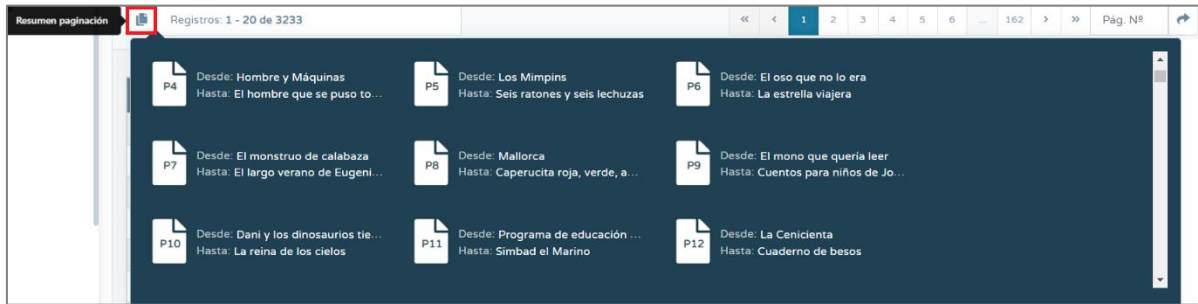 Resumen paginación
Registros: 1 - 20 de 3233
« ‹ 1 2 3 4 5 6 ... 162 › » Pág. Nº
P4 Desde: Hombre y Máquinas
Hasta: El hombre que se puso to...
P5 Desde: Los Mimpins
Hasta: Seis ratones y seis lechuzas
P6 Desde: El oso que no lo era
Hasta: La estrella viajera
P7 Desde: El monstruo de calabaza
Hasta: El largo verano de Eugeni...
P8 Desde: Mallorca
Hasta: Caperucita roja, verde, a...
P9 Desde: El mono que quería leer
Hasta: Cuentos para niños de Jo...
P10 Desde: Dani y los dinosaurios tie...
Hasta: La reina de los cielos
P11 Desde: Programa de educación ...
Hasta: Simbad el Marino
P12 Desde: La Cenicienta
Hasta: Cuaderno de besos